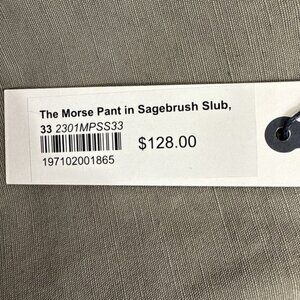 The Morse Pant in Sagebrush Slub,
33 2301MPSS33
$128.00
197102001865